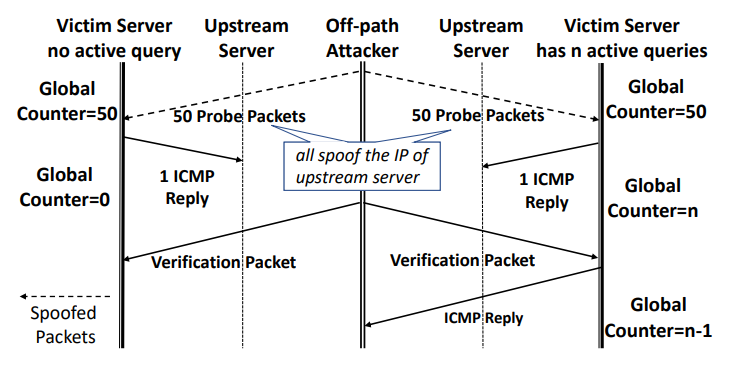 Victim Server
no active query
Upstream
Server
Off-path
Attacker
Upstream
Server
Victim Server
has n active queries
Global
Counter=50
50 Probe Packets
50 Probe Packets
Global
Counter=50
all spoof the IP of
upstream server
Global
Counter=0
1 ICMP
Reply
1 ICMP
Reply
Global
Counter=n
Verification Packet
Verification Packet
Spoofed
Packets
ICMP Reply
Global
Counter=n-1